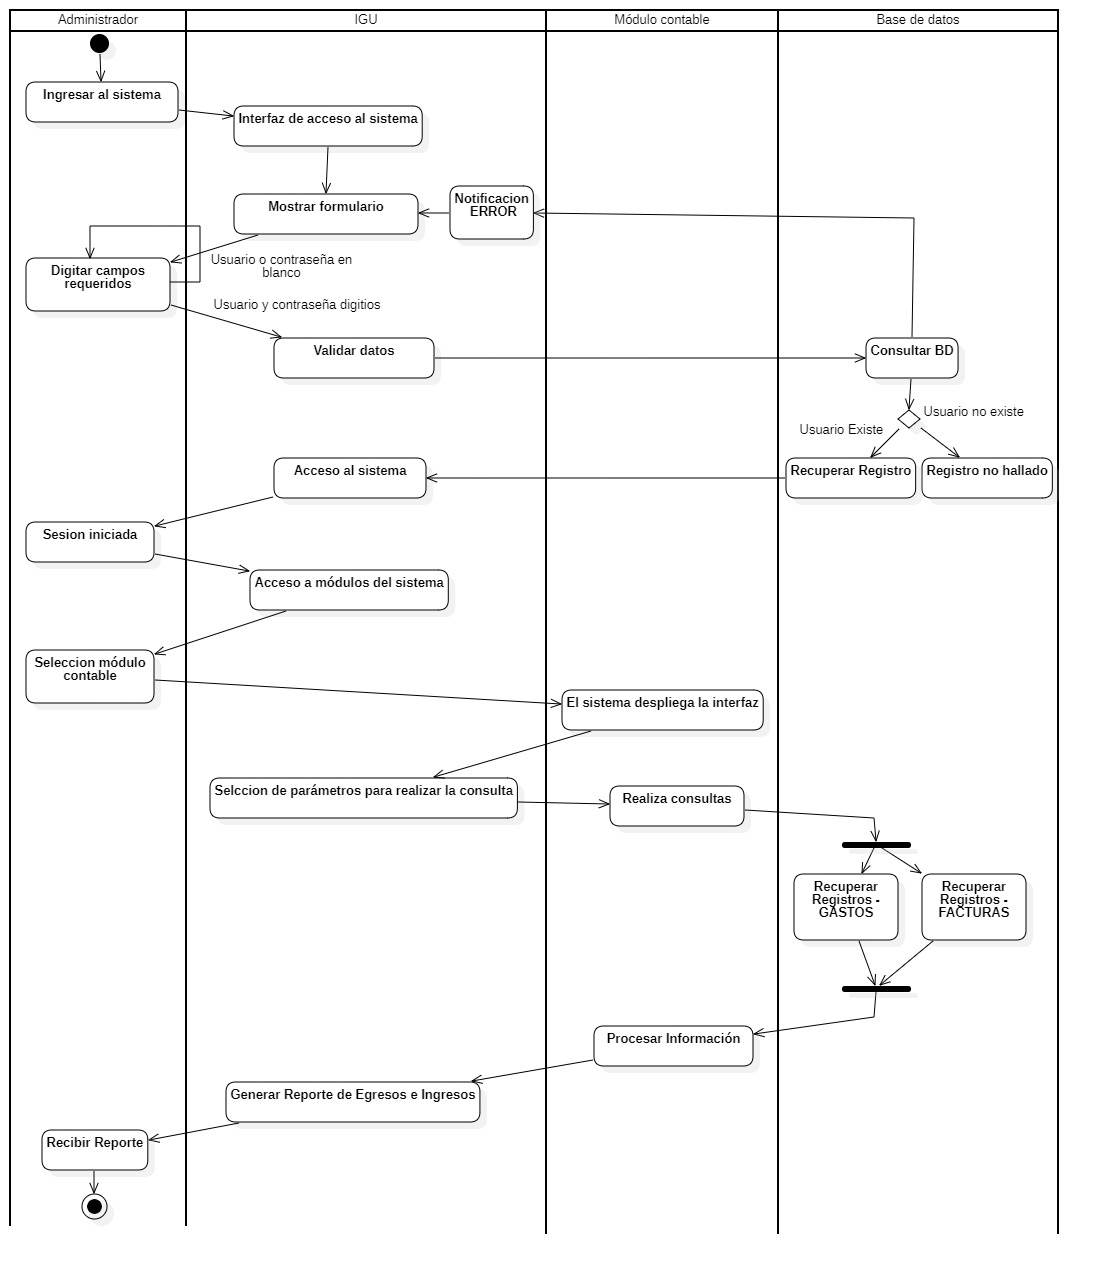 Administrador
IGU
Módulo contable
Base de datos
Ingresar al sistema
Interfaz de acceso al sistema
Notificacion
ERROR
Mostrar formulario
Usuario o contraseña en
blanco
Digitar campos
requeridos
Usuario y contraseña digitios
Validar datos
Consultar BD
Usuario no existe
Usuario Existe
Acceso al sistema
Recuperar Registro
Registro no hallado
Sesion iniciada
Acceso a módulos del sistema
Seleccion módulo
contable
El sistema despliega la interfaz
Selccion de parámetros para realizar la consulta
Realiza consultas
Recuperar
Registros -
GASTOS
Recuperar
Registros -
FACTURAS
Procesar Información
Generar Reporte de Egresos e Ingresos
Recibir Reporte